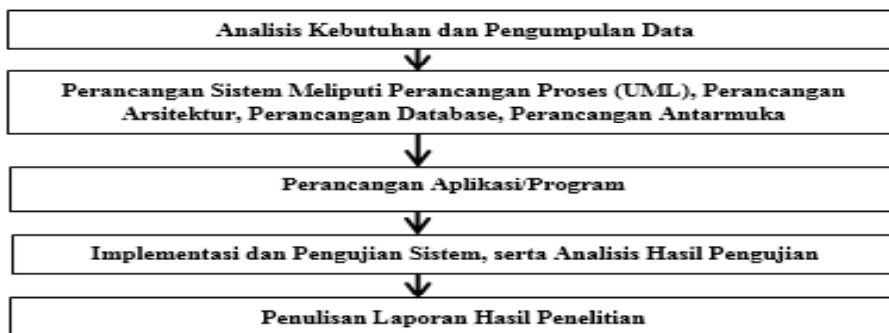 Analisis Kebutuhan dan Pengumpulan Data
Perancangan Sistem Meliputi Perancangan Proses (UML), Perancangan
Arsitektur, Perancangan Database, Perancangan Antarmuka
Perancangan Aplikasi/Program
Implementasi dan Pengujian Sistem, serta Analisis Hasil Pengujian
Penulisan Laporan Hasil Penelitian